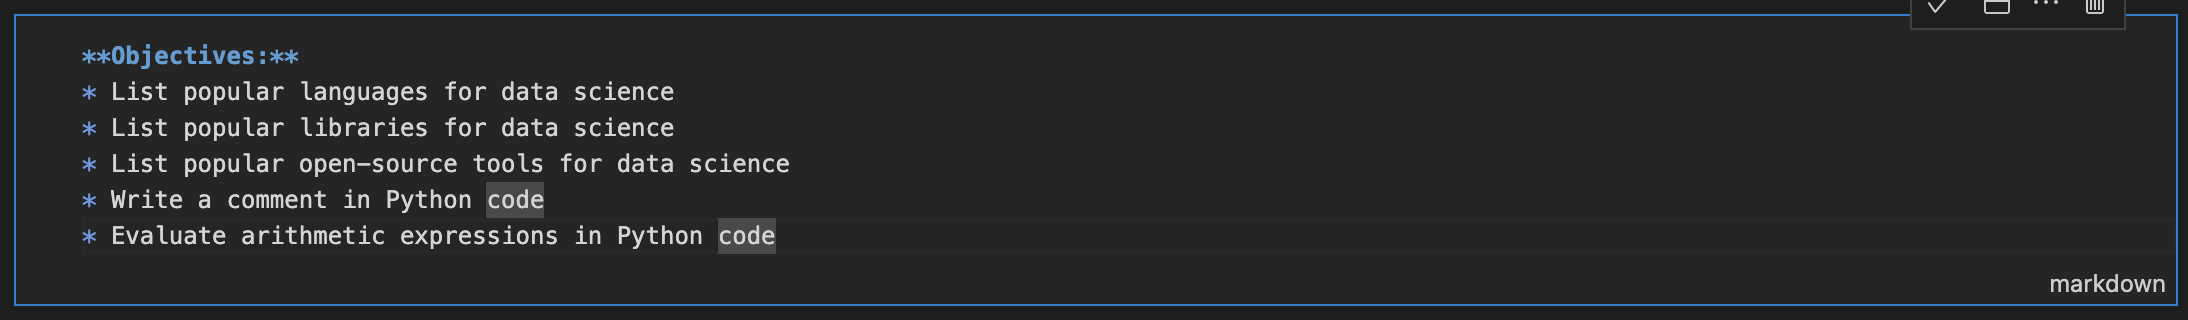 **Objectives:**
* List popular languages for data science
* List popular libraries for data science
* List popular open-source tools for data science
* Write a comment in Python code
* Evaluate arithmetic expressions in Python code
markdown